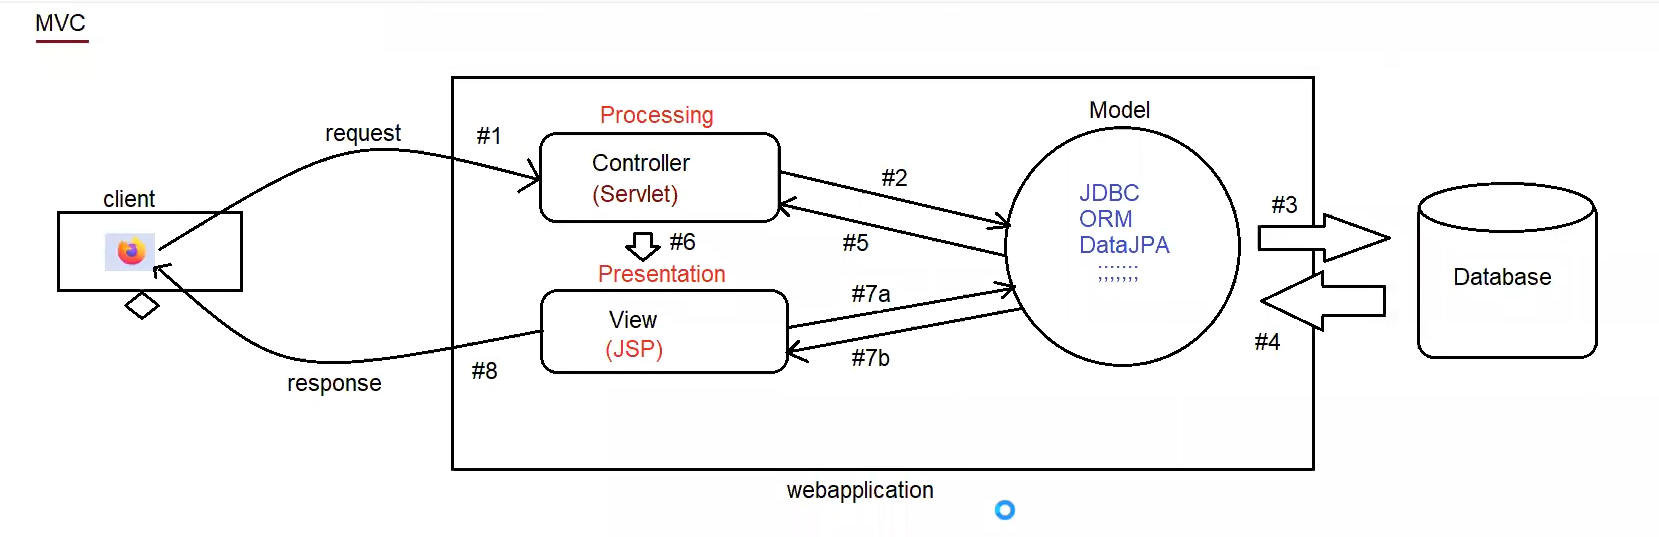 MVC
Processing
Model
request
#1
Controller
(Servlet)
#2
JDBC
ORM
DataJPA
;;;;;;;
client
#3
#6
#5
Presentation
Database
#7a
View
(JSP)
#4
#7b
#8
response
webapplication